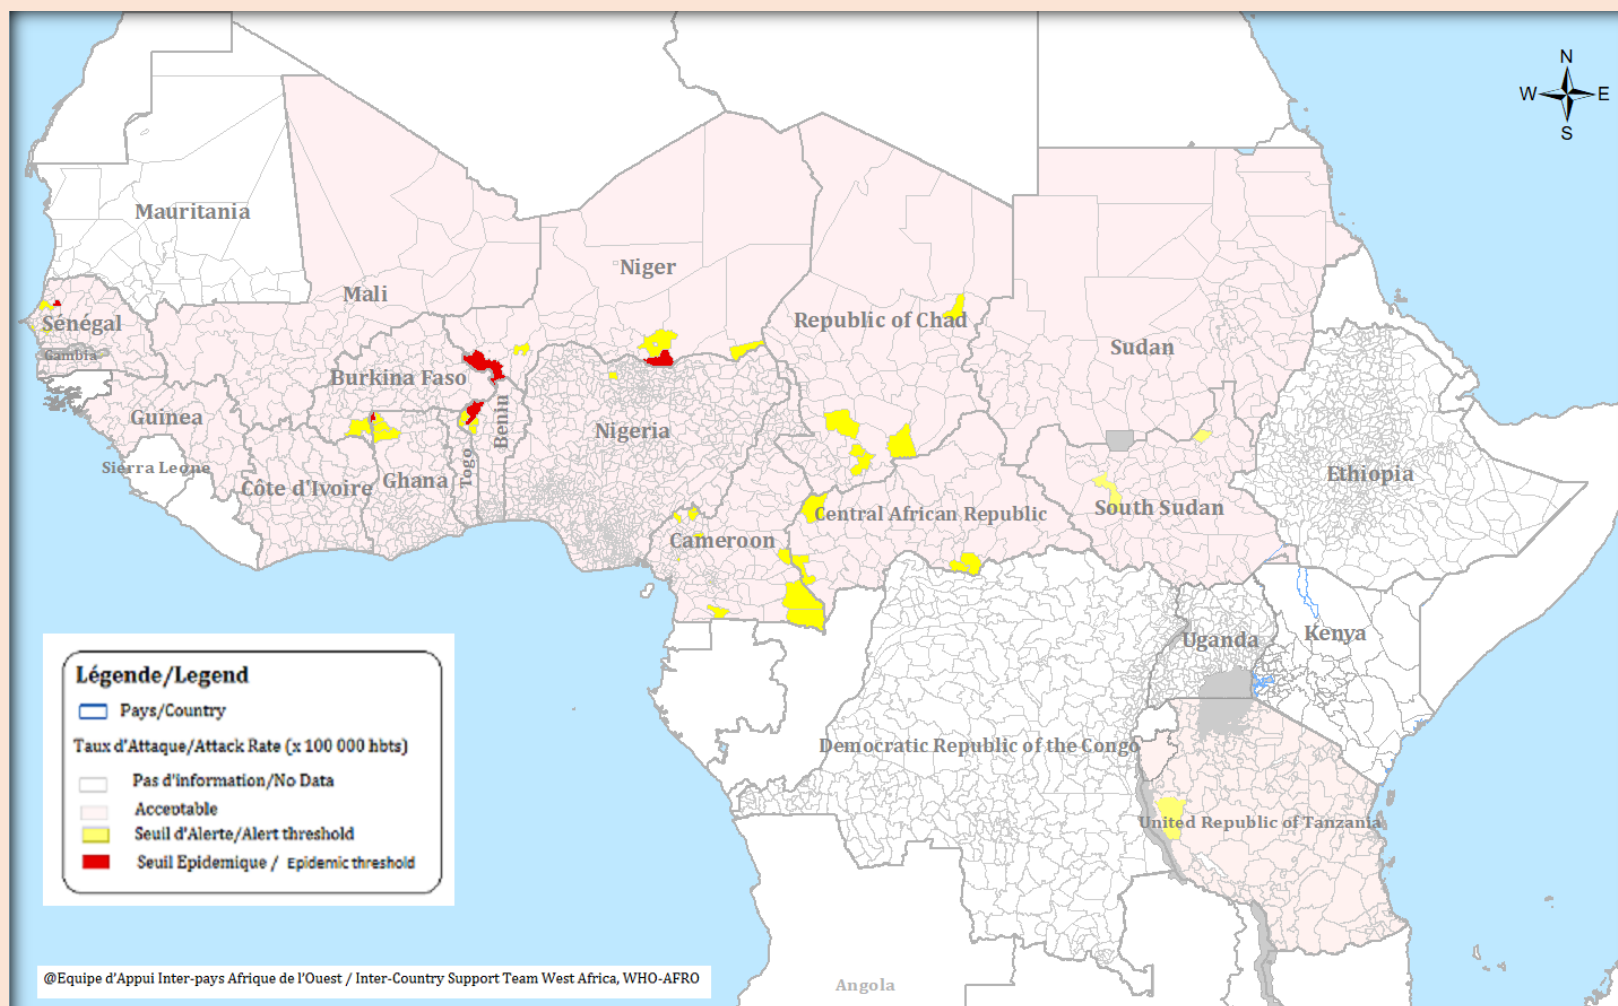 N
W E
S
Mauritania
Niger
Mali
Republic of Chad
Sénégal
Sudan
Gambia
Burkina Faso
Guinea
Benin
Nigeria
Sierra Leone
Togo
Ghana
Côte d'Ivoire
Ethiopia
South Sudan
Central African Republic
Cameroon
Uganda
Kenya
Democratic Republic of the Congo
United Republic of Tanzania
Angola
Légende/Legend
Pays/Country
Taux d'Attaque/Attack Rate (x 100 000 hbts)
Pas d'information/No Data
Acceptable
Seuil d'Alerte/Alert threshold
Seuil Epidemique / Epidemic threshold
@Equipe d'Appui Inter-pays Afrique de l'Ouest / Inter-Country Support Team West Africa, WHO-AFRO